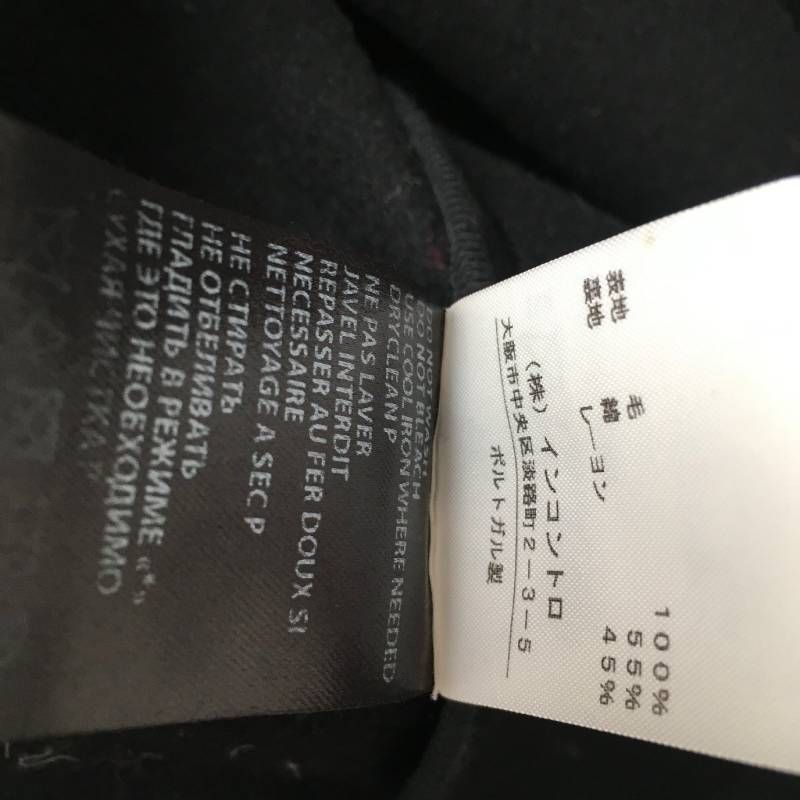 DO NOT WASH
DO NOT BLEACH
USE COOL IRON WHERE NEEDED
DRYCLEAN P
NE PAS LAVER
JAVEL INTERDIT
REPASSER AU FER DOUX SI
NECESSAIRE
NETTOYAGE A SEC P
НЕ СТИРАТЬ
НЕ ОТБЕЛИВАТЬ
ГЛАДИТЬ В РЕЖИМЕ «*»
ГДЕ ЭТО НЕОБХОДИМО
СУХАЯ ЧИСТКА P
表地 毛 100%
裏地 綿 55%
レーヨン 45%
(株)インコントロ
大阪市中央区淡路町2-3-5
ポルトガル製